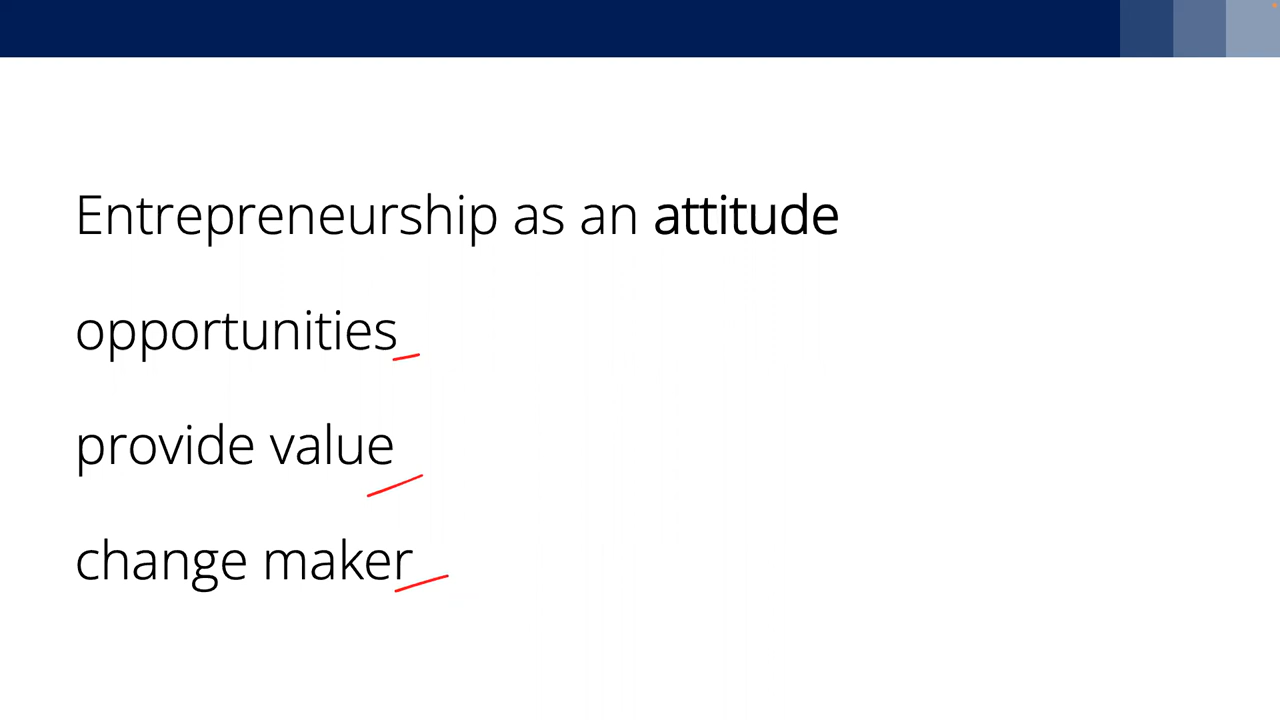 Entrepreneurship as an attitude
opportunities
provide value
change maker